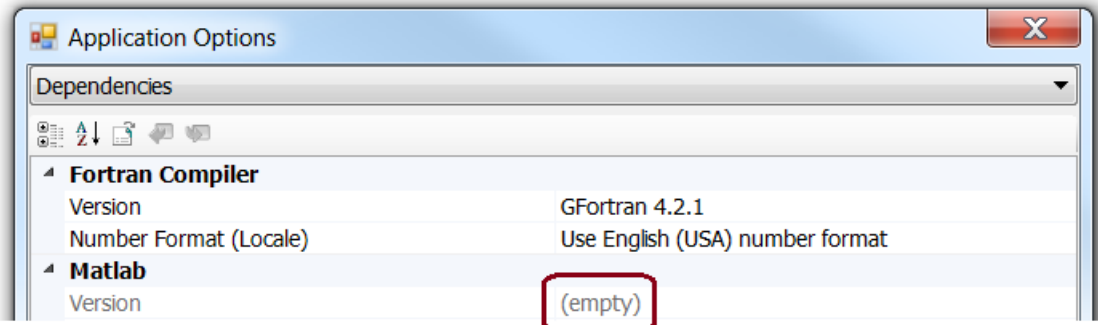 Application Options
Dependencies
Fortran Compiler
Version GFortran 4.2.1
Number Format (Locale) Use English (USA) number format
Matlab
Version (empty)